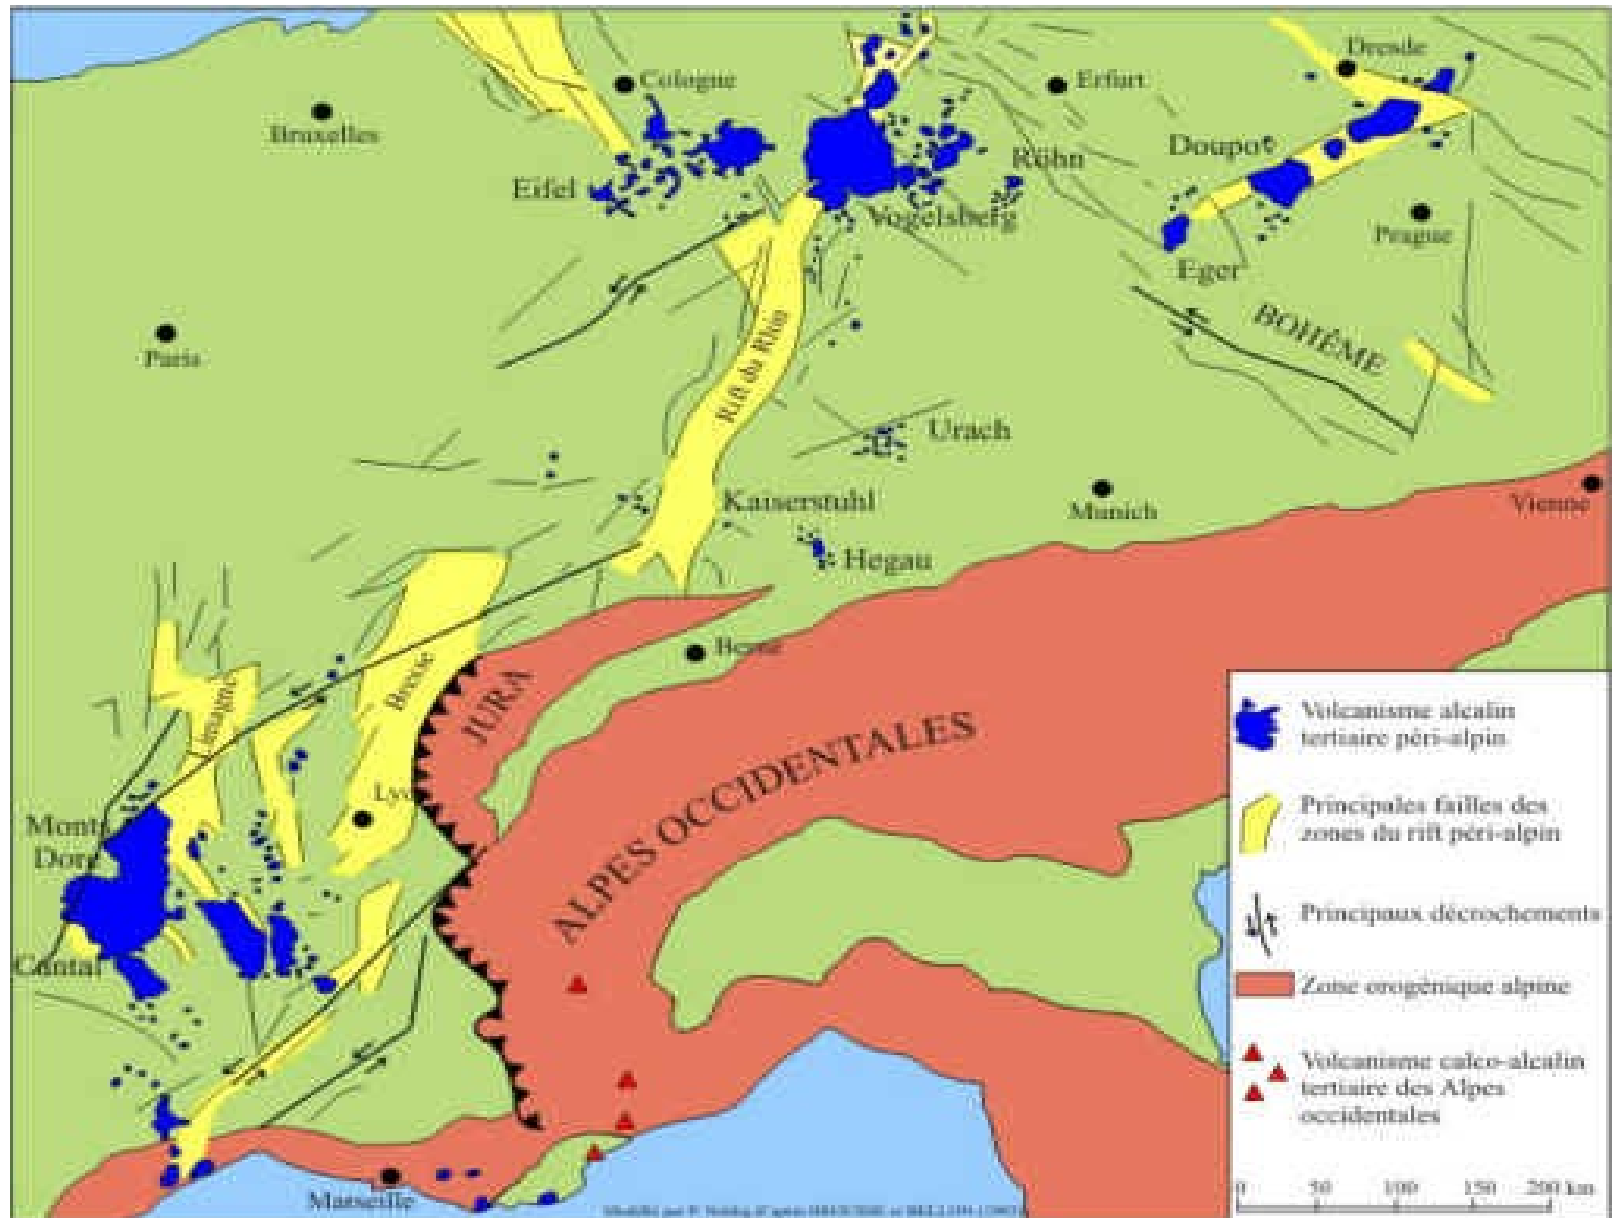 Dresde
Cologne
Erfurt
Bruxelles
Doupov
Röhn
Eifel
Vogelsberg
Prague
Eger
BOHÊME
Paris
Rift du Rhin
Urach
Kaiserstuhl
Munich
Vienne
Hegau
Berne
Bresse
JURA
Limagne
ALPES OCCIDENTALES
Lyon
Monts
Dore
Cantal
Marseille
Volcanisme alcalin
tertiaire péri-alpin
Principales failles des
zones du rift péri-alpin
Principaux décrochements
Zone orogénique alpine
Volcanisme calco-alcalin
tertiaire des Alpes
occidentales
0 50 100 150 200 km